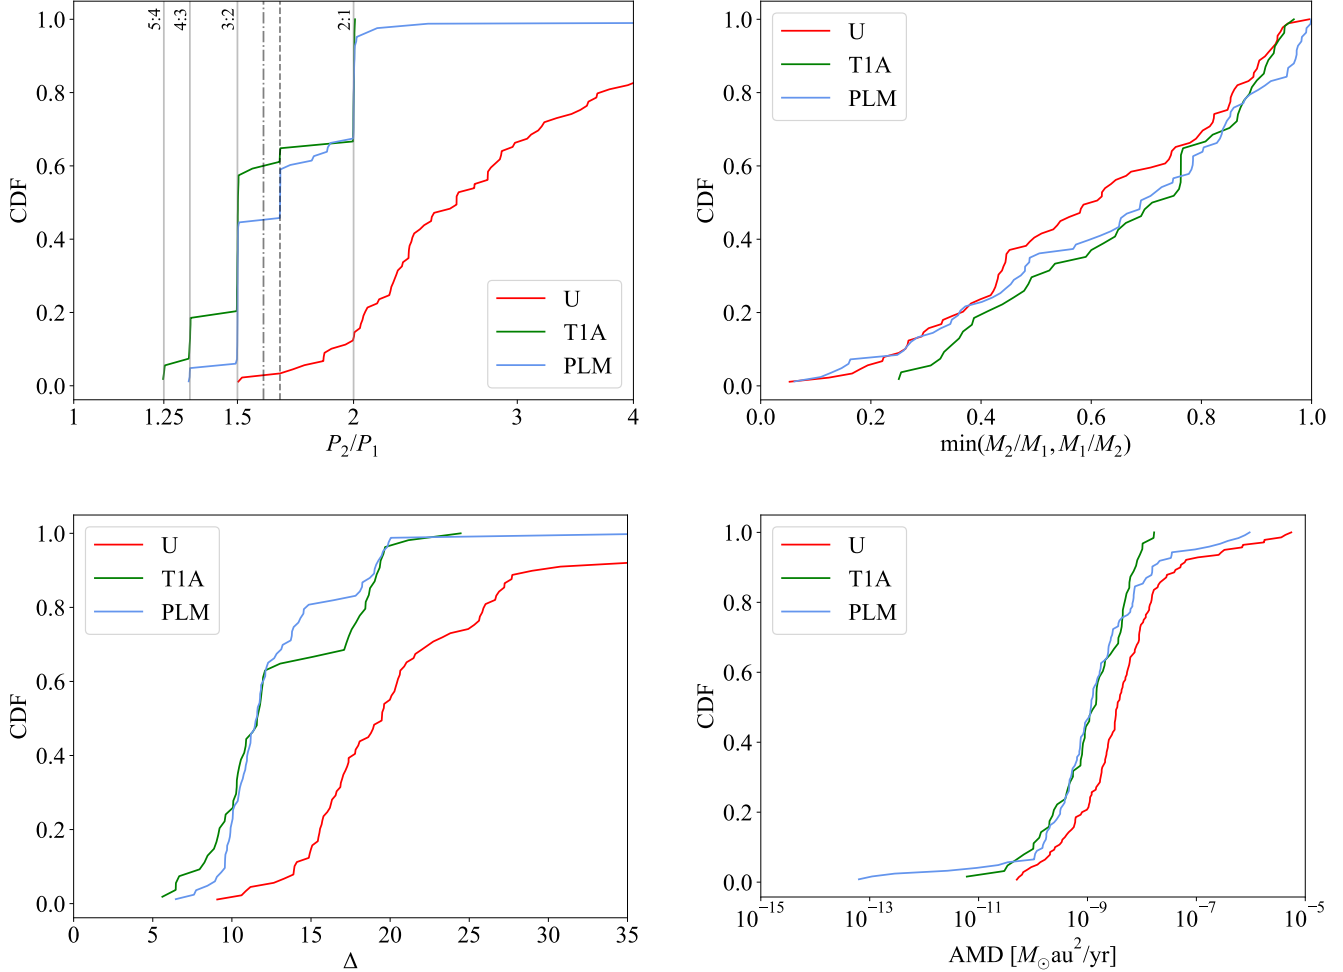 5:4
4:3
3:2
2:1
1.0
0.8
0.6
0.4
0.2
0.0
CDF
U
T1A
PLM
1 1.25 1.5 2 3 4
P₂/P₁
U
T1A
PLM
1.0
0.8
0.6
0.4
0.2
0.0
CDF
0.0 0.2 0.4 0.6 0.8 1.0
min(M₂/M₁, M₁/M₂)
U
T1A
PLM
1.0
0.8
0.6
0.4
0.2
0.0
CDF
0 5 10 15 20 25 30 35
Δ
U
T1A
PLM
1.0
0.8
0.6
0.4
0.2
0.0
CDF
10⁻¹⁵ 10⁻¹³ 10⁻¹¹ 10⁻⁹ 10⁻⁷ 10⁻⁵
AMD [M☉au²/yr]